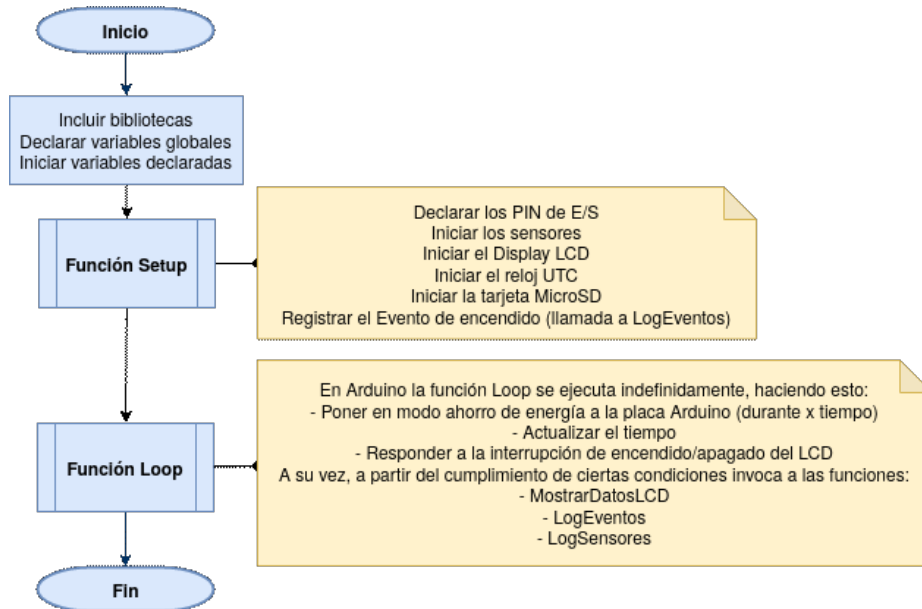 Inicio
Incluir bibliotecas
Declarar variables globales
Iniciar variables declaradas
Función Setup
Declarar los PIN de E/S
Iniciar los sensores
Iniciar el Display LCD
Iniciar el reloj UTC
Iniciar la tarjeta MicroSD
Registrar el Evento de encendido (llamada a LogEventos)
Función Loop
En Arduino la función Loop se ejecuta indefinidamente, haciendo esto:
- Poner en modo ahorro de energía a la placa Arduino (durante x tiempo)
- Actualizar el tiempo
- Responder a la interrupción de encendido/apagado del LCD
A su vez, a partir del cumplimiento de ciertas condiciones invoca a las funciones:
- MostrarDatosLCD
- LogEventos
- LogSensores
Fin